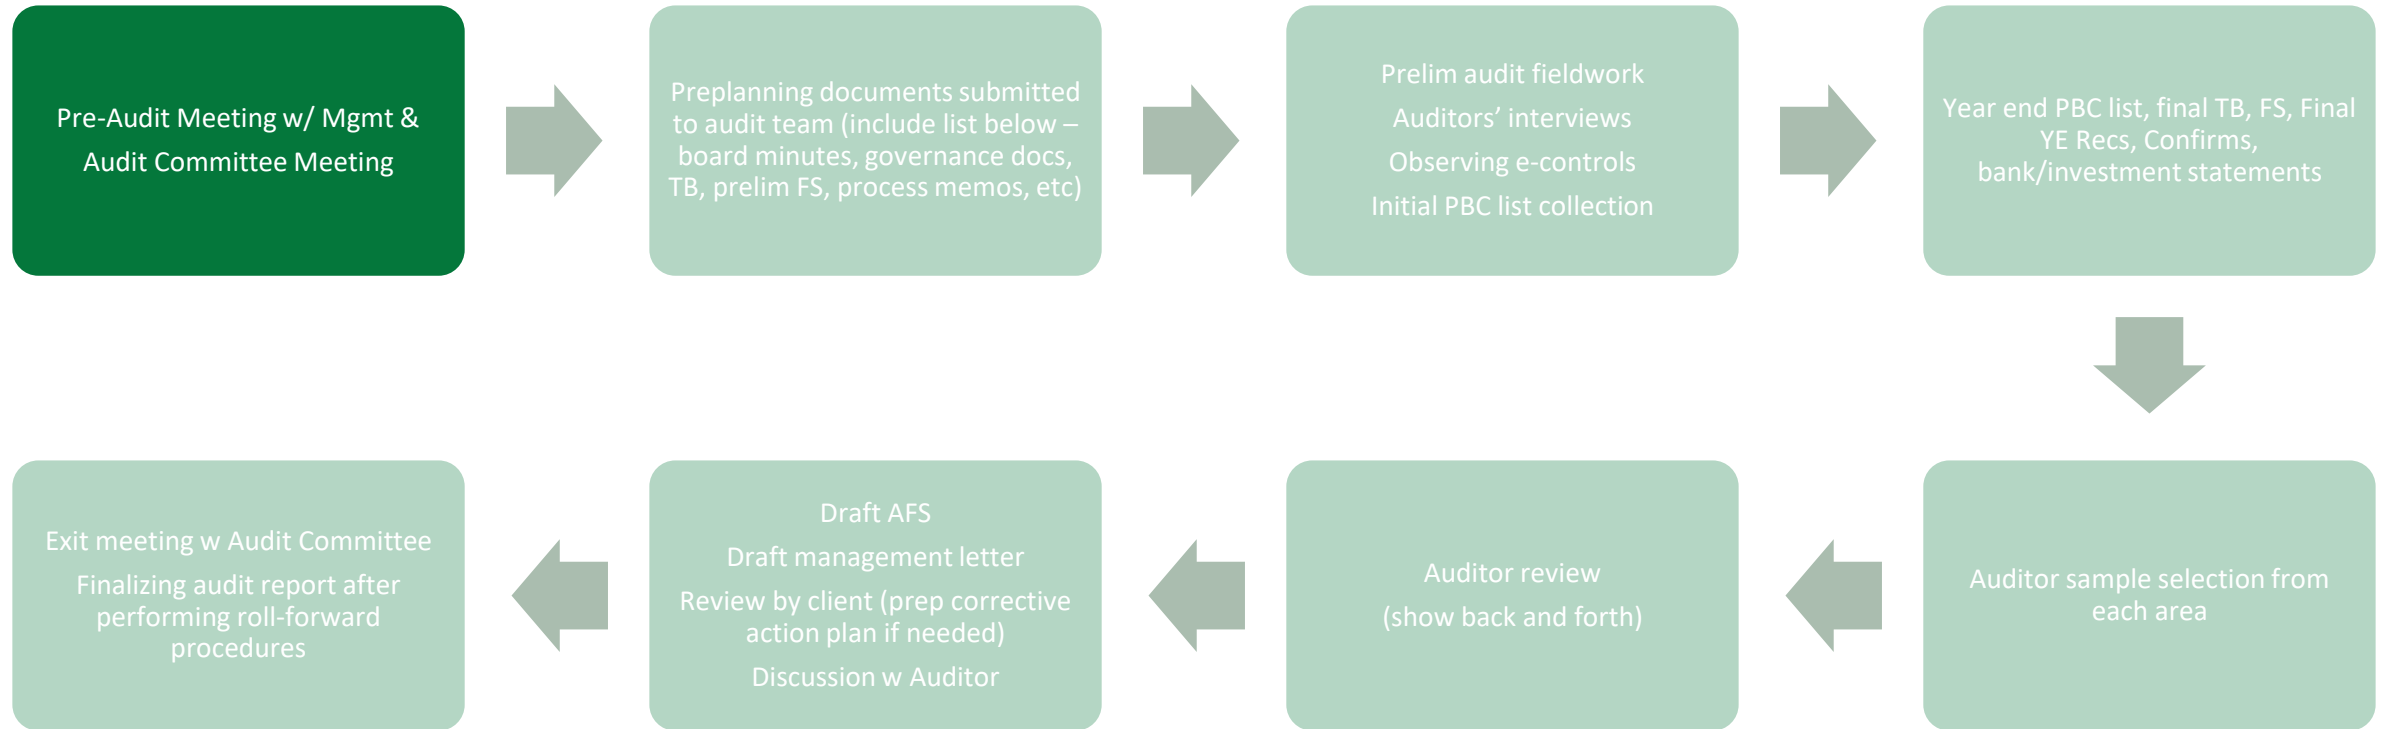 Pre-Audit Meeting w/ Mgmt &
Audit Committee Meeting
Preplanning documents submitted
to audit team (include list below –
board minutes, governance docs,
TB, prelim FS, process memos, etc)
Prelim audit fieldwork
Auditors’ interviews
Observing e-controls
Initial PBC list collection
Year end PBC list, final TB, FS, Final
YE Recs, Confirms,
bank/investment statements
Auditor sample selection from
each area
Auditor review
(show back and forth)
Draft AFS
Draft management letter
Review by client (prep corrective
action plan if needed)
Discussion w Auditor
Exit meeting w Audit Committee
Finalizing audit report after
performing roll-forward
procedures